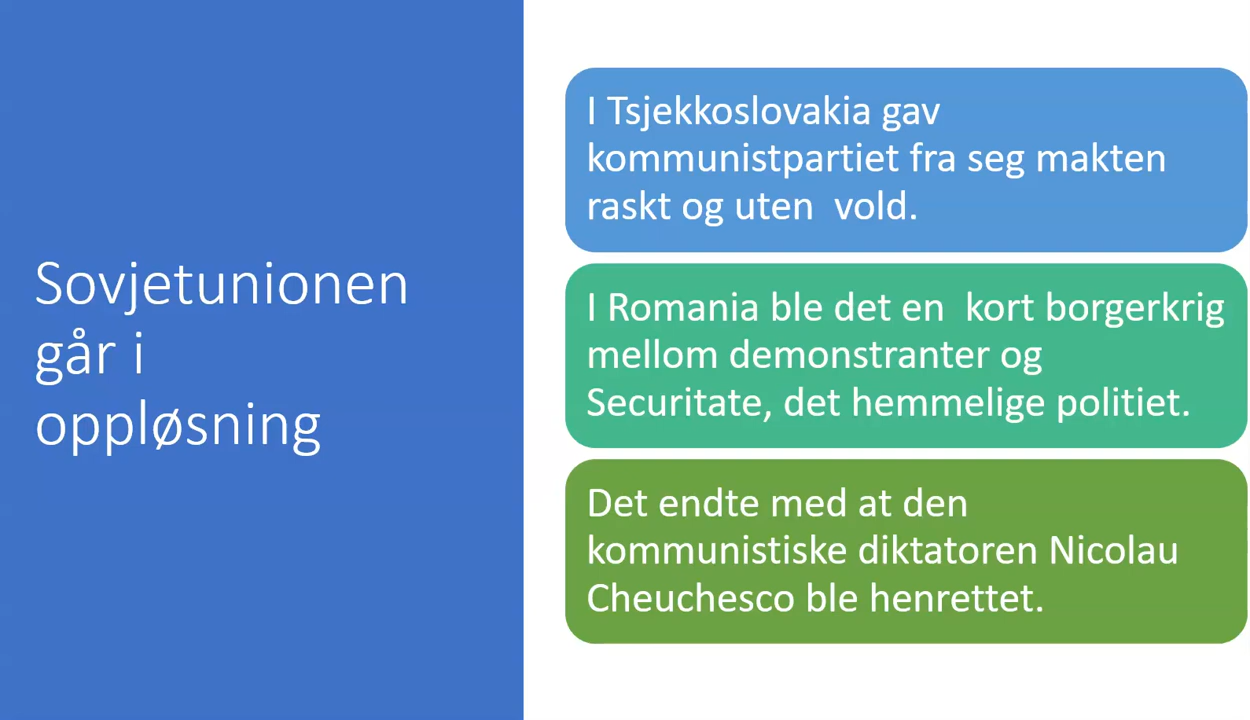 Sovjetunionen
går i
oppløsning
I Tsjekkoslovakia gav
kommunistpartiet fra seg makten
raskt og uten  vold.
I Romania ble det en  kort borgerkrig
mellom demonstranter og
Securitate, det hemmelige politiet.
Det endte med at den
kommunistiske diktatoren Nicolau
Cheuchesco ble henrettet.